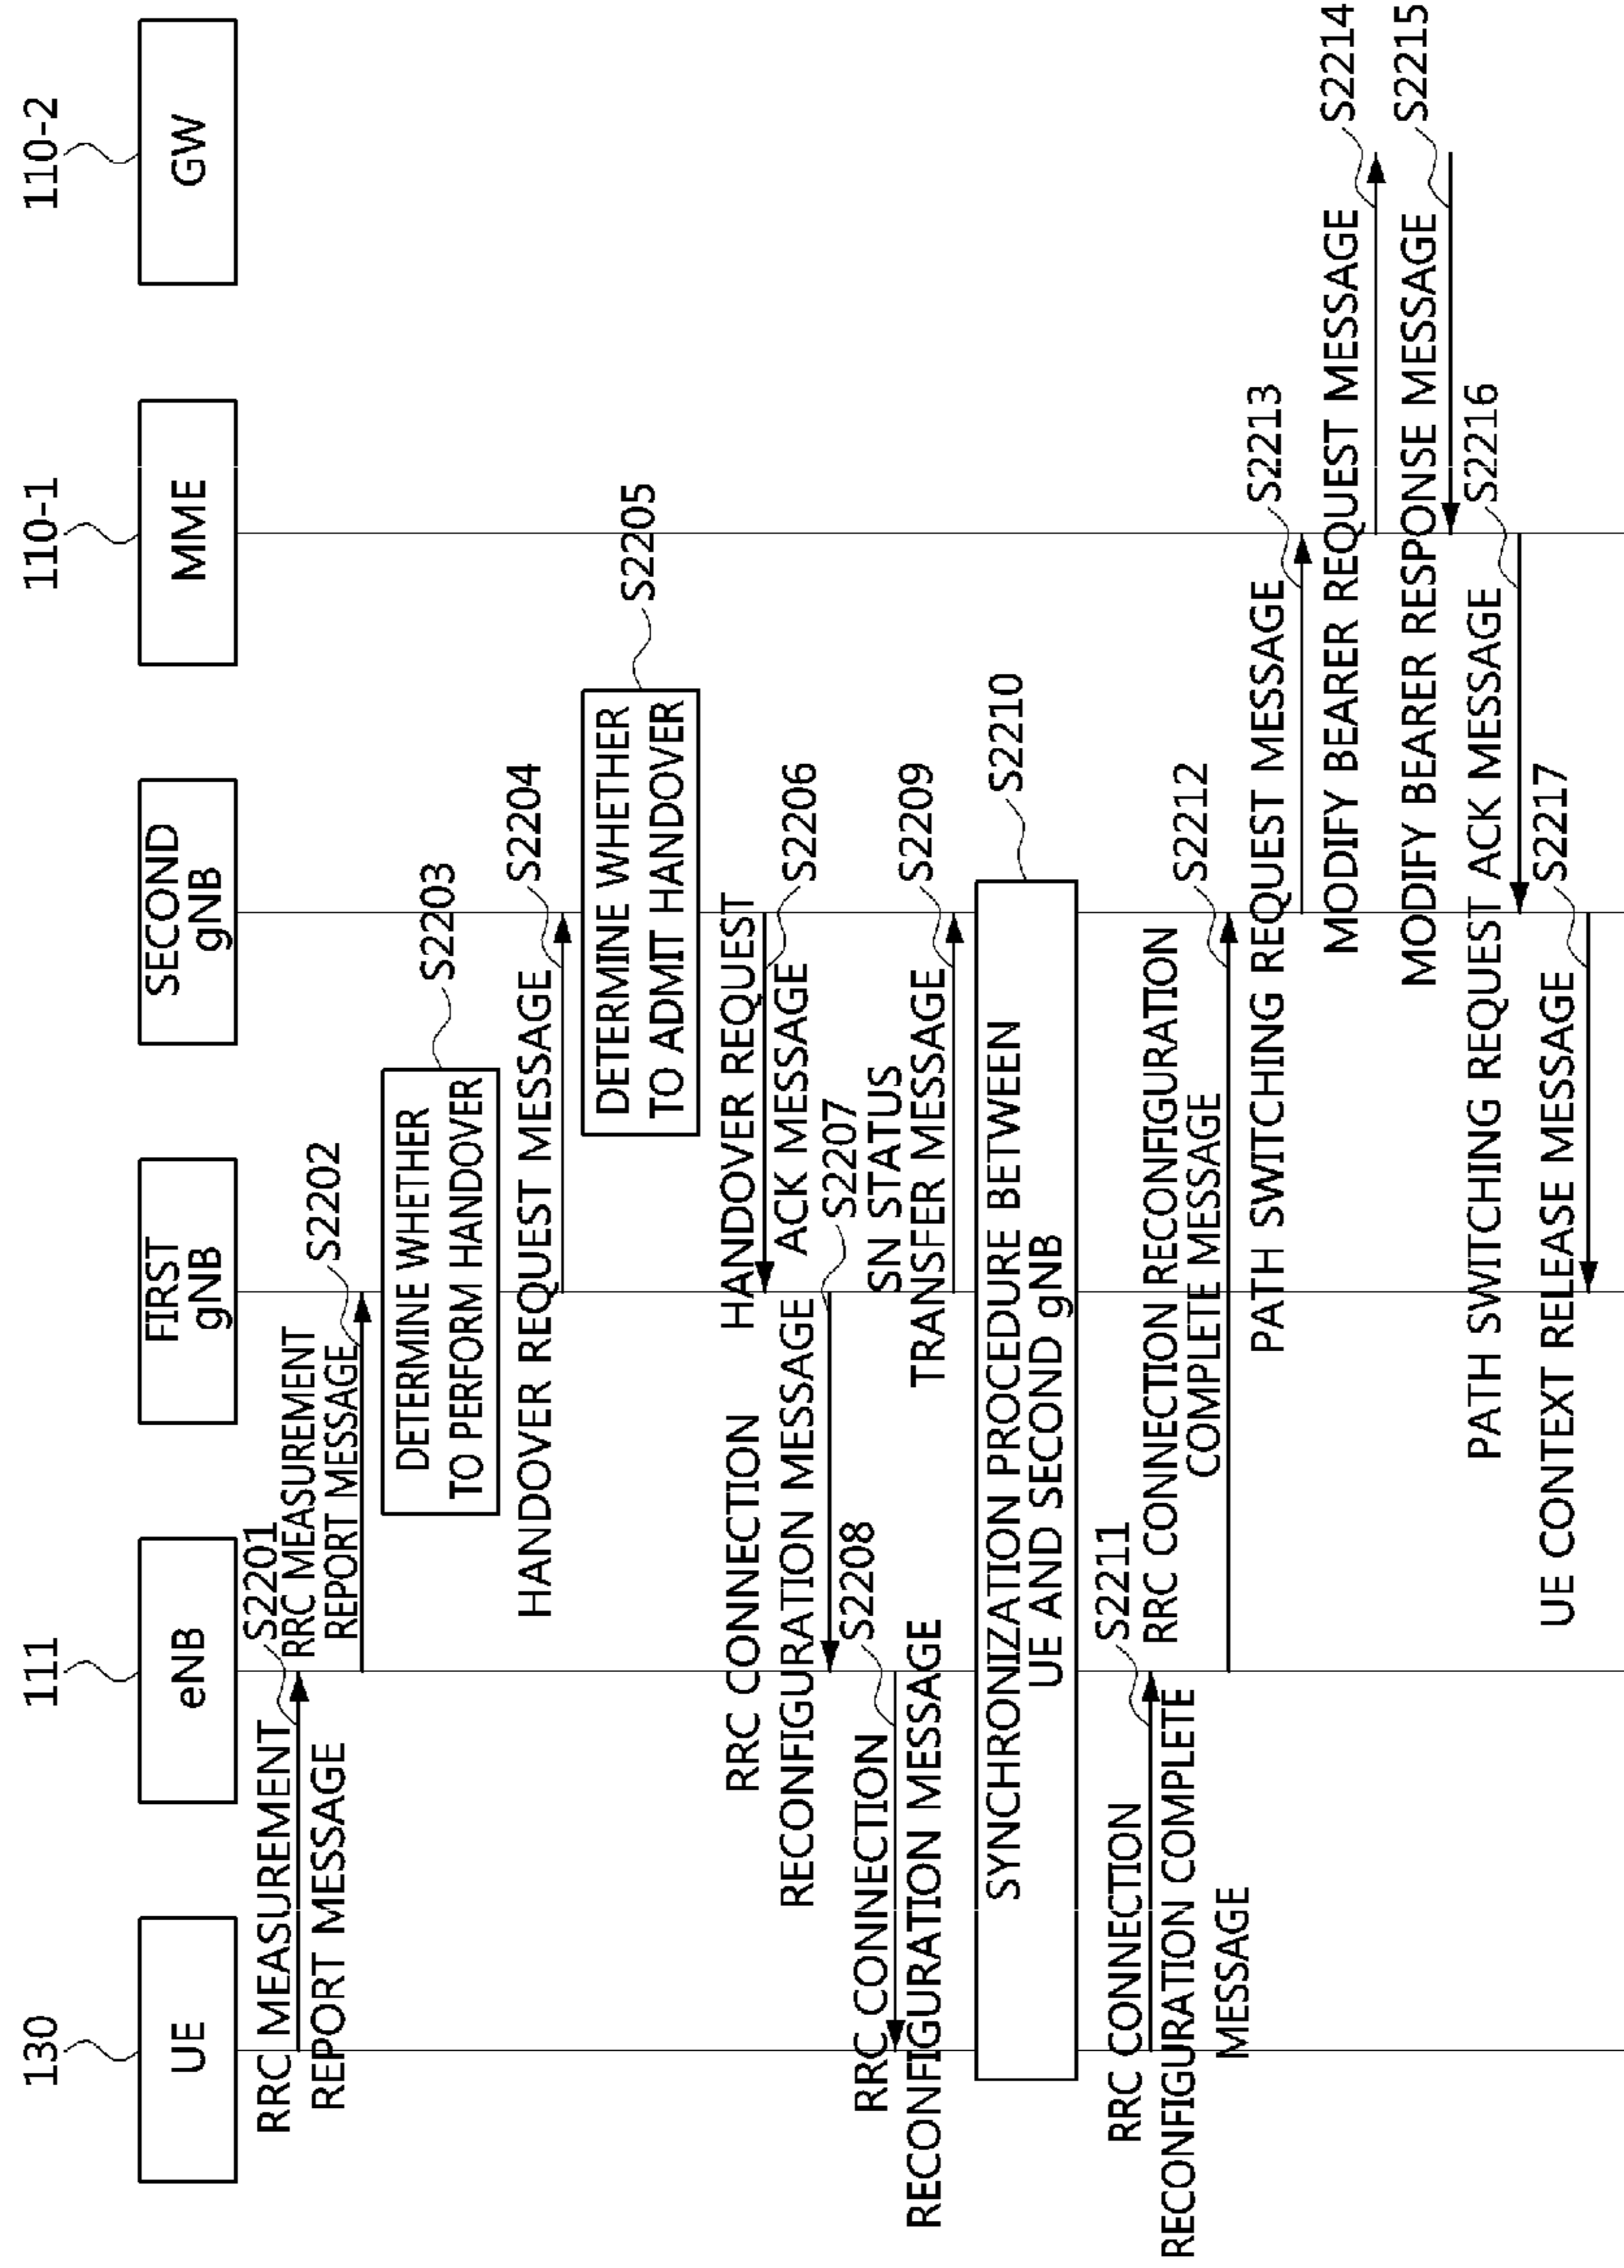 130
111
110-1
110-2
UE
eNB
FIRST
gNB
SECOND
gNB
MME
GW
S2201
RRC MEASUREMENT
REPORT MESSAGE
S2202
RRC MEASUREMENT
REPORT MESSAGE
S2203
DETERMINE WHETHER
TO PERFORM HANDOVER
S2204
HANDOVER REQUEST MESSAGE
S2205
DETERMINE WHETHER
TO ADMIT HANDOVER
HANDOVER REQUEST
ACK MESSAGE
S2206
RRC CONNECTION
RECONFIGURATION MESSAGE
S2207
S2208
RRC CONNECTION
RECONFIGURATION MESSAGE
SN STATUS
TRANSFER MESSAGE
S2209
S2210
SYNCHRONIZATION PROCEDURE BETWEEN
UE AND SECOND gNB
S2211
RRC CONNECTION
RECONFIGURATION COMPLETE
MESSAGE
RRC CONNECTION RECONFIGURATION
COMPLETE MESSAGE
S2212
PATH SWITCHING REQUEST MESSAGE
S2213
MODIFY BEARER REQUEST MESSAGE
S2214
MODIFY BEARER RESPONSE MESSAGE
S2215
PATH SWITCHING REQUEST ACK MESSAGE
S2216
UE CONTEXT RELEASE MESSAGE
S2217